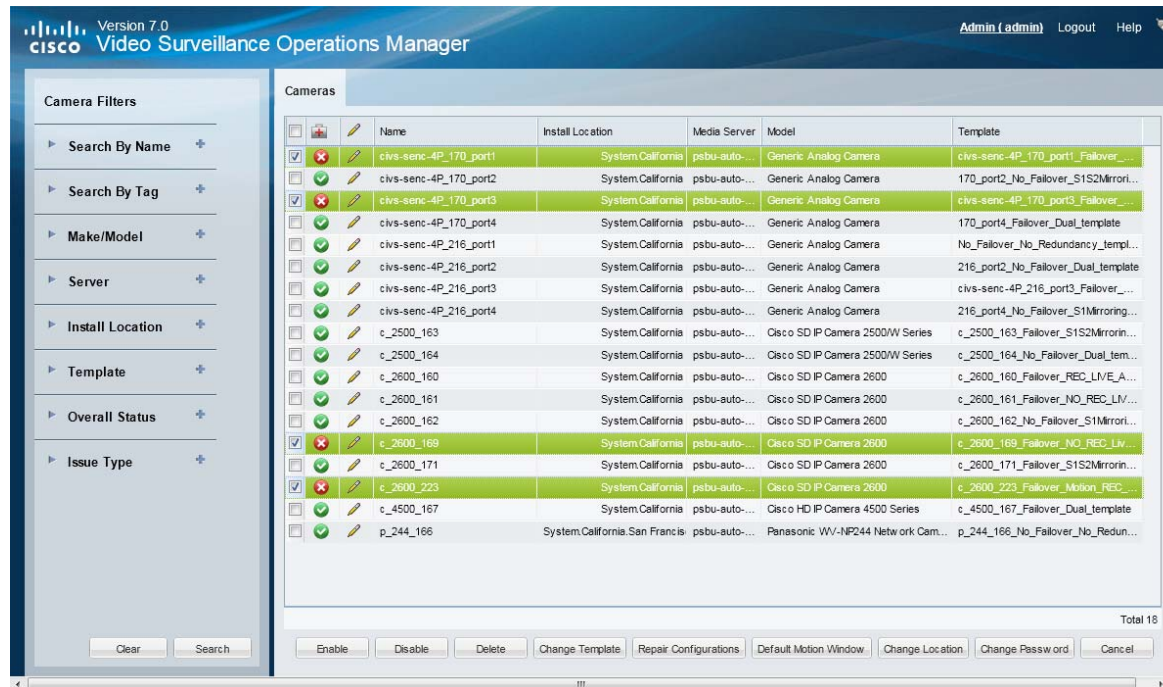 Version 7.0
CISCO Video Surveillance Operations Manager
Admin ( admin) Logout Help
Camera Filters
Search By Name
Search By Tag
Make/Model
Server
Install Location
Template
Overall Status
Issue Type
Clear Search
Cameras
Name Install Location Media Server Model Template
civs-senc-4P_170_port1 System.California psbu-auto-... Generic Analog Camera civs-senc-4P_170_port1_Failover_...
civs-senc-4P_170_port2 System.California psbu-auto-... Generic Analog Camera 170_port2_No_Failover_S1S2Mirrori...
civs-senc-4P_170_port3 System.California psbu-auto-... Generic Analog Camera civs-senc-4P_170_port3_Failover_...
civs-senc-4P_170_port4 System.California psbu-auto-... Generic Analog Camera 170_port4_Failover_Dual_template
civs-senc-4P_216_port1 System.California psbu-auto-... Generic Analog Camera No_Failover_No_Redundancy_templ...
civs-senc-4P_216_port2 System.California psbu-auto-... Generic Analog Camera 216_port2_No_Failover_Dual_template
civs-senc-4P_216_port3 System.California psbu-auto-... Generic Analog Camera civs-senc-4P_216_port3_Failover_...
civs-senc-4P_216_port4 System.California psbu-auto-... Generic Analog Camera 216_port4_No_Failover_S1Mirroring...
c_2500_163 System.California psbu-auto-... Cisco SD IP Camera 2500/W Series c_2500_163_Failover_S1S2Mirrorin...
c_2500_164 System.California psbu-auto-... Cisco SD IP Camera 2500/W Series c_2500_164_No_Failover_Dual_tem...
c_2600_160 System.California psbu-auto-... Cisco SD IP Camera 2600 c_2600_160_Failover_REC_LIVE_A...
c_2600_161 System.California psbu-auto-... Cisco SD IP Camera 2600 c_2600_161_Failover_NO_REC_LIV...
c_2600_162 System.California psbu-auto-... Cisco SD IP Camera 2600 c_2600_162_No_Failover_S1Mirrori...
c_2600_169 System.California psbu-auto-... Cisco SD IP Camera 2600 c_2600_169_Failover_NO_REC_Liv...
c_2600_171 System.California psbu-auto-... Cisco SD IP Camera 2600 c_2600_171_Failover_S1S2Mirrorin...
c_2600_223 System.California psbu-auto-... Cisco SD IP Camera 2600 c_2600_223_Failover_Motion_REC_...
c_4500_167 System.California psbu-auto-... Cisco HD IP Camera 4500 Series c_4500_167_Failover_Dual_template
p_244_166 System.California.San Francis psbu-auto-... Panasonic WV-NP244 Network Cam... p_244_166_No_Failover_No_Redun...
Total 18
Enable Disable Delete Change Template Repair Configurations Default Motion Window Change Location Change Password Cancel